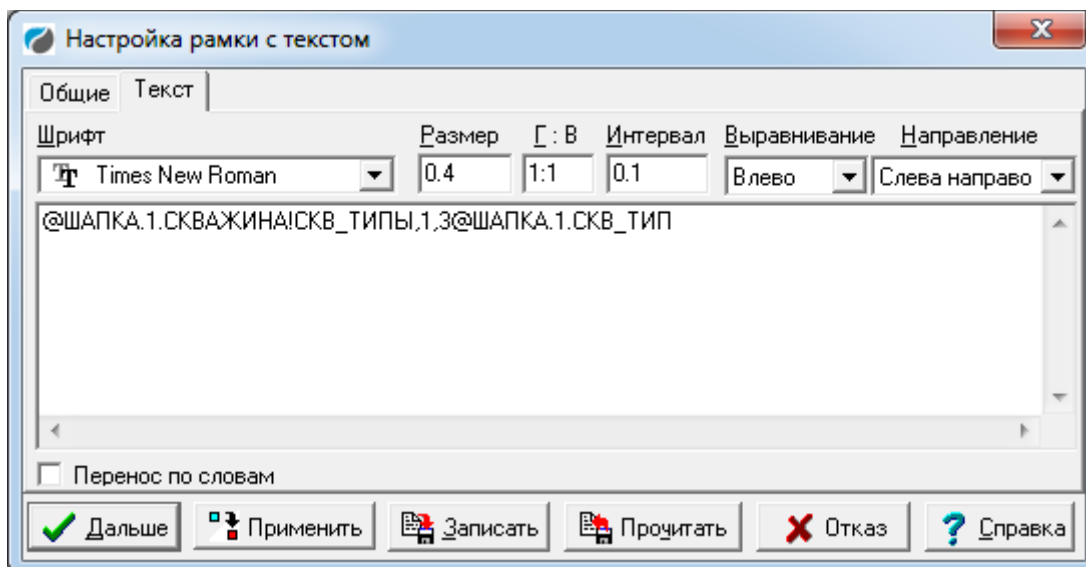 Настройка рамки с текстом
Общие Текст
Шрифт Размер Г : В Интервал Выравнивание Направление
Times New Roman 0.4 1:1 0.1 Влево Слева направо
@ШАПКА.1.СКВАЖИНА!СКВ_ТИПЫ,1,3@ШАПКА.1.СКВ_ТИП
Перенос по словам
Дальше Применить Записать Прочитать Отказ Справка